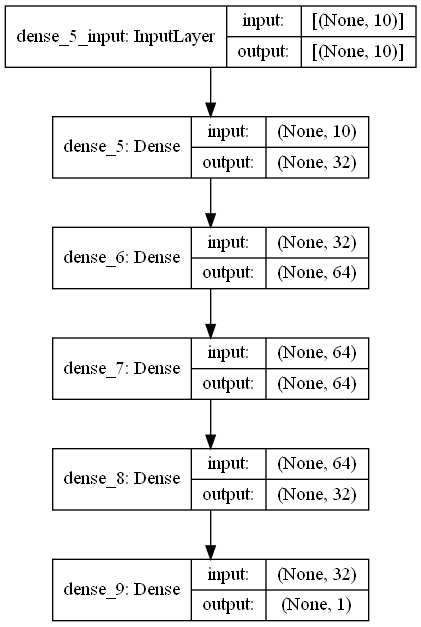 dense_5_input: InputLayer
input: [(None, 10)]
output: [(None, 10)]
dense_5: Dense
input: (None, 10)
output: (None, 32)
dense_6: Dense
input: (None, 32)
output: (None, 64)
dense_7: Dense
input: (None, 64)
output: (None, 64)
dense_8: Dense
input: (None, 64)
output: (None, 32)
dense_9: Dense
input: (None, 32)
output: (None, 1)